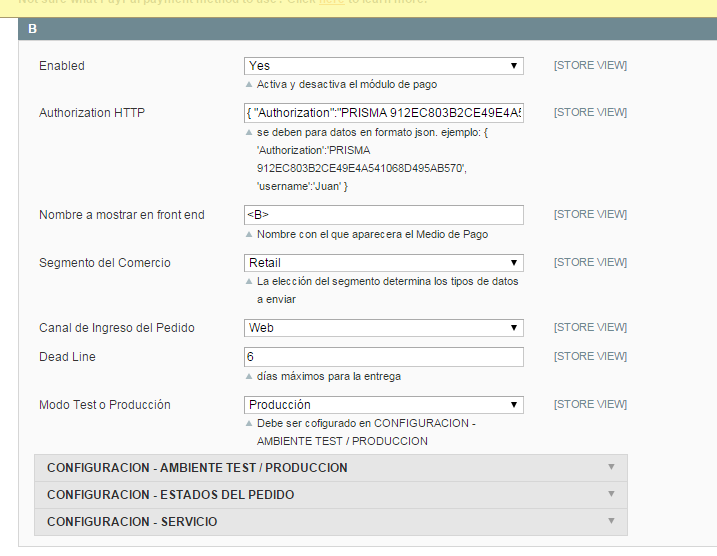 Not sure what PayPal payment method to use? Click here to learn more.
B
Enabled
Yes
[STORE VIEW]
Activa y desactiva el módulo de pago
Authorization HTTP
{ "Authorization":"PRISMA 912EC803B2CE49E4A5
[STORE VIEW]
se deben para datos en formato json. ejemplo: {
'Authorization':'PRISMA
912EC803B2CE49E4A541068D495AB570',
'username':'Juan' }
Nombre a mostrar en front end
<B>
[STORE VIEW]
Nombre con el que aparecera el Medio de Pago
Segmento del Comercio
Retail
[STORE VIEW]
La elección del segmento determina los tipos de datos
a enviar
Canal de Ingreso del Pedido
Web
[STORE VIEW]
Dead Line
6
[STORE VIEW]
días máximos para la entrega
Modo Test o Producción
Producción
[STORE VIEW]
Debe ser cofigurado en CONFIGURACION -
AMBIENTE TEST / PRODUCCION
CONFIGURACION - AMBIENTE TEST / PRODUCCION
CONFIGURACION - ESTADOS DEL PEDIDO
CONFIGURACION - SERVICIO